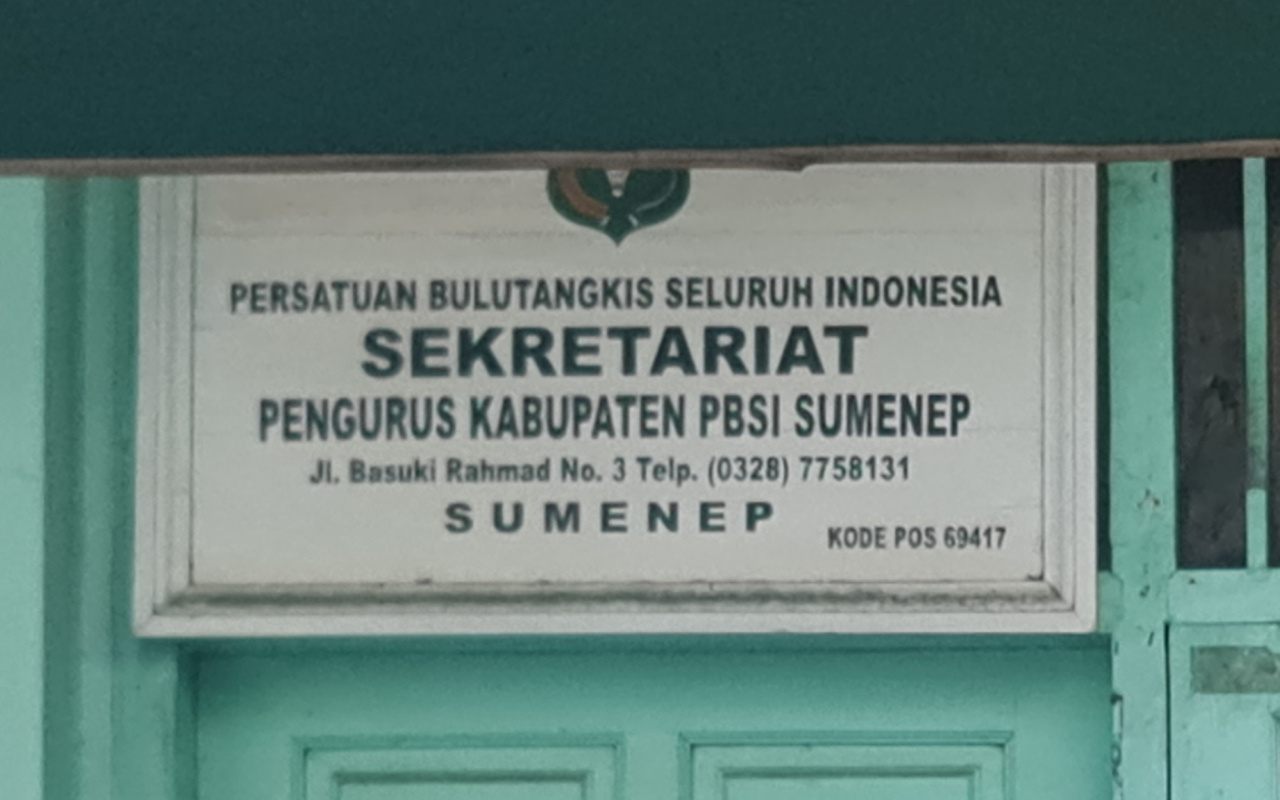 PERSATUAN BULUTANGKIS SELURUH INDONESIA
SEKRETARIAT
PENGURUS KABUPATEN PBSI SUMENEP
Jl. Basuki Rahmad No. 3 Telp. (0328) 7758131
SUMENEP
KODE POS 69417